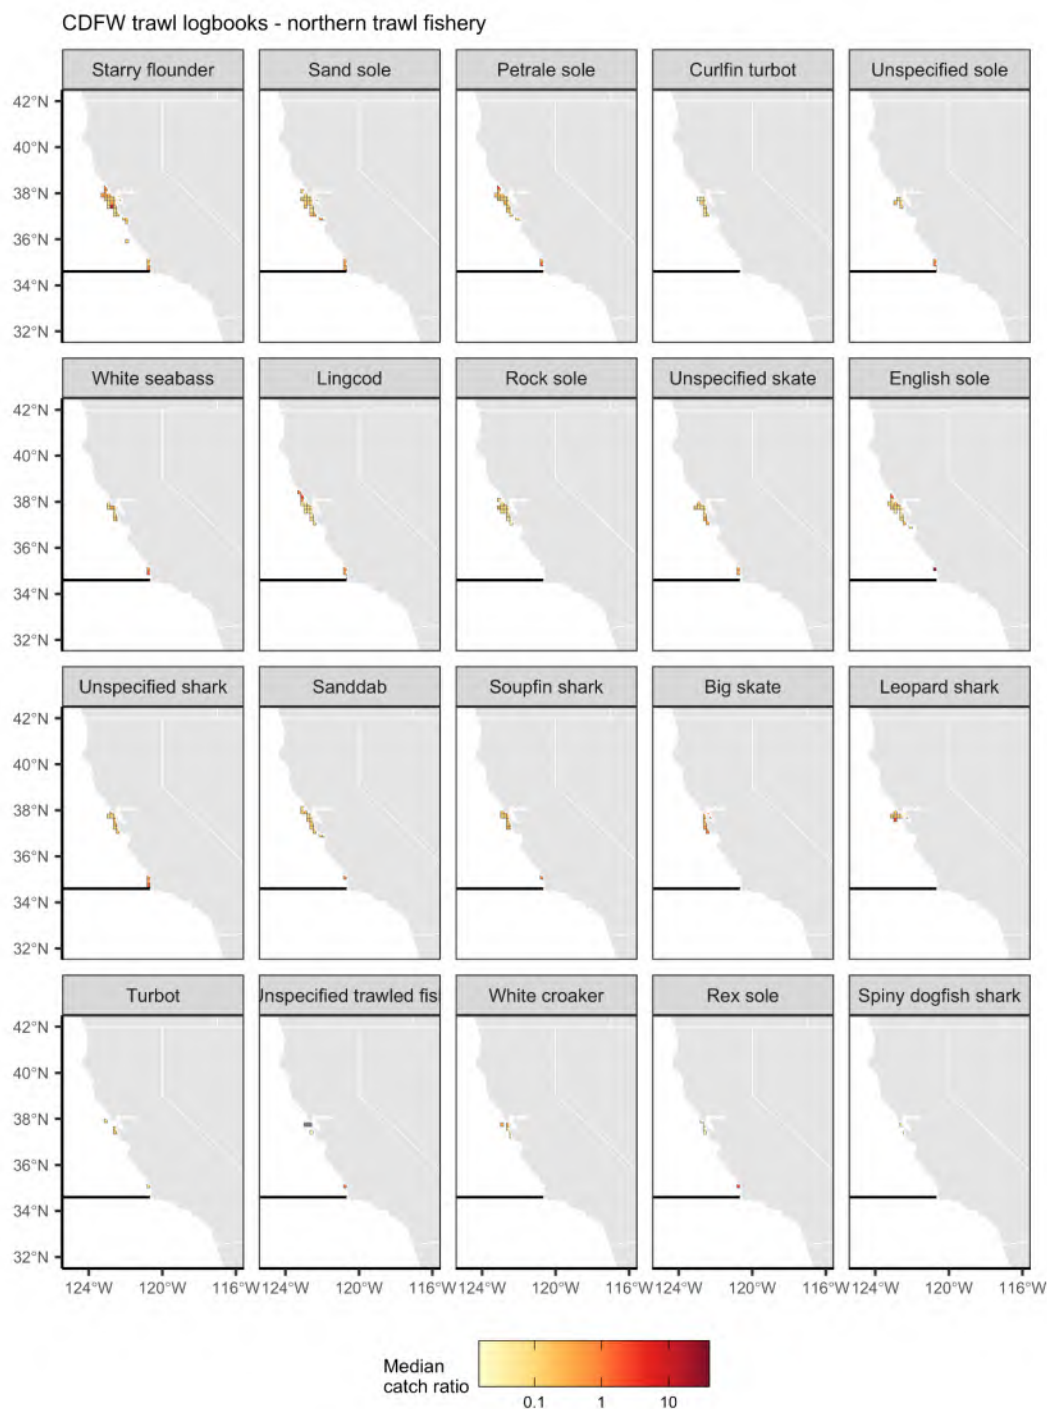 CDFW trawl logbooks - northern trawl fishery
Starry flounder Sand sole Petrale sole Curlfin turbot Unspecified sole
42°N
40°N
38°N
36°N
34°N
32°N
White seabass Lingcod Rock sole Unspecified skate English sole
42°N
40°N
38°N
36°N
34°N
32°N
Unspecified shark Sanddab Soupfin shark Big skate Leopard shark
42°N
40°N
38°N
36°N
34°N
32°N
Turbot Jnspecified trawled fis White croaker Rex sole Spiny dogfish shark
42°N
40°N
38°N
36°N
34°N
32°N
124°W 120°W 116°W 124°W 120°W 116°W 124°W 120°W 116°W 124°W 120°W 116°W 124°W 120°W 116°W
Median
catch ratio
0.1 1 10